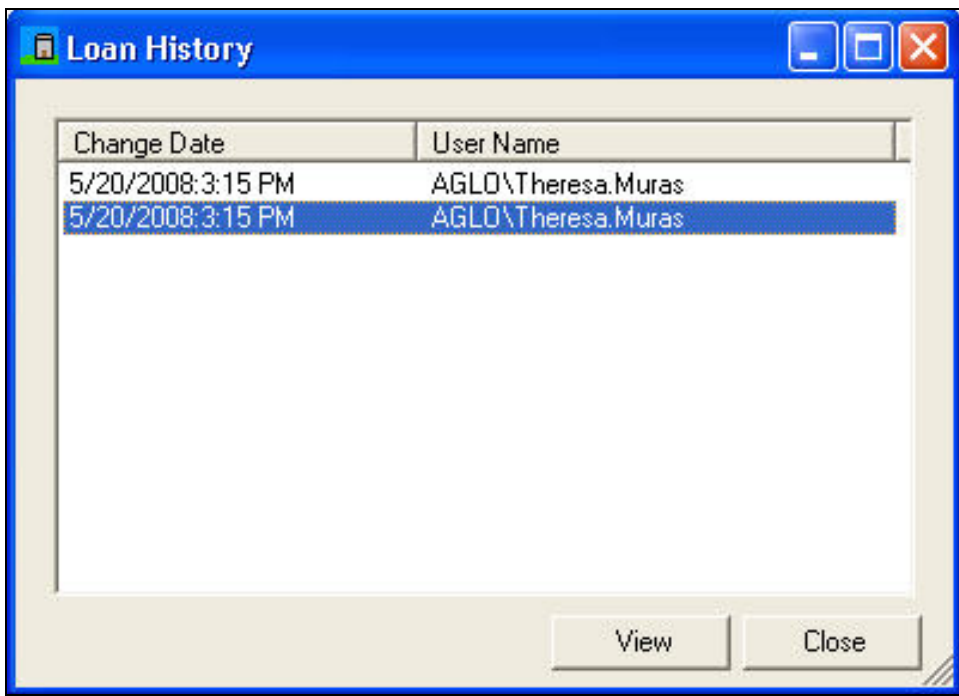 Loan History
Change Date User Name
5/20/2008:3:15 PM AGLO\Theresa.Muras
5/20/2008:3:15 PM AGLO\Theresa.Muras
View Close